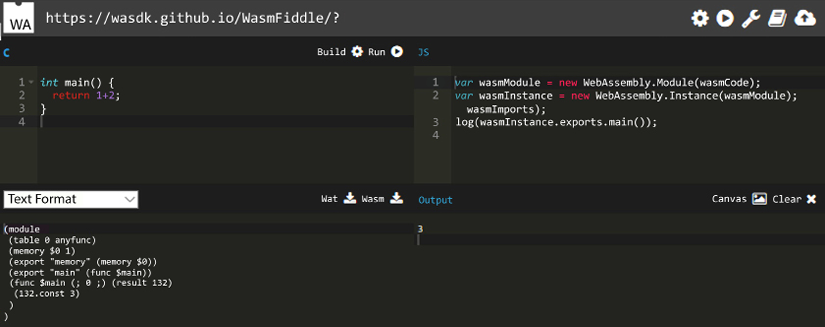 WA
https://wasdk.github.io/WasmFiddle/?
C
Build
Run
JS
1 int main() {
2 return 1+2;
3 }
4
1 var wasmModule = new WebAssembly.Module(wasmCode);
2 var wasmInstance = new WebAssembly.Instance(wasmModule);
wasmImports);
3 log(wasmInstance.exports.main());
4
Text Format
Wat
Wasm
Output
Canvas
Clear
(module
(table 0 anyfunc)
(memory $0 1)
(export "memory" (memory $0))
(export "main" (func $main))
(func $main (; 0 ;) (result 132)
(132.const 3)
)
)
3